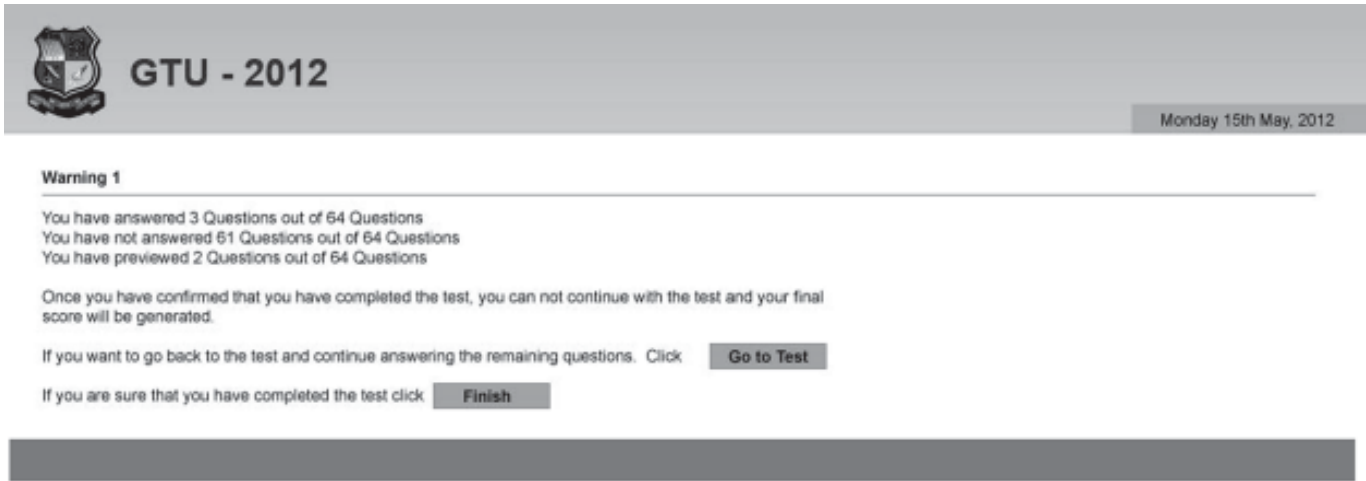 GTU - 2012
Monday 15th May, 2012
Warning 1
You have answered 3 Questions out of 64 Questions
You have not answered 61 Questions out of 64 Questions
You have previewed 2 Questions out of 64 Questions
Once you have confirmed that you have completed the test, you can not continue with the test and your final
score will be generated.
If you want to go back to the test and continue answering the remaining questions. Click Go to Test
If you are sure that you have completed the test click Finish